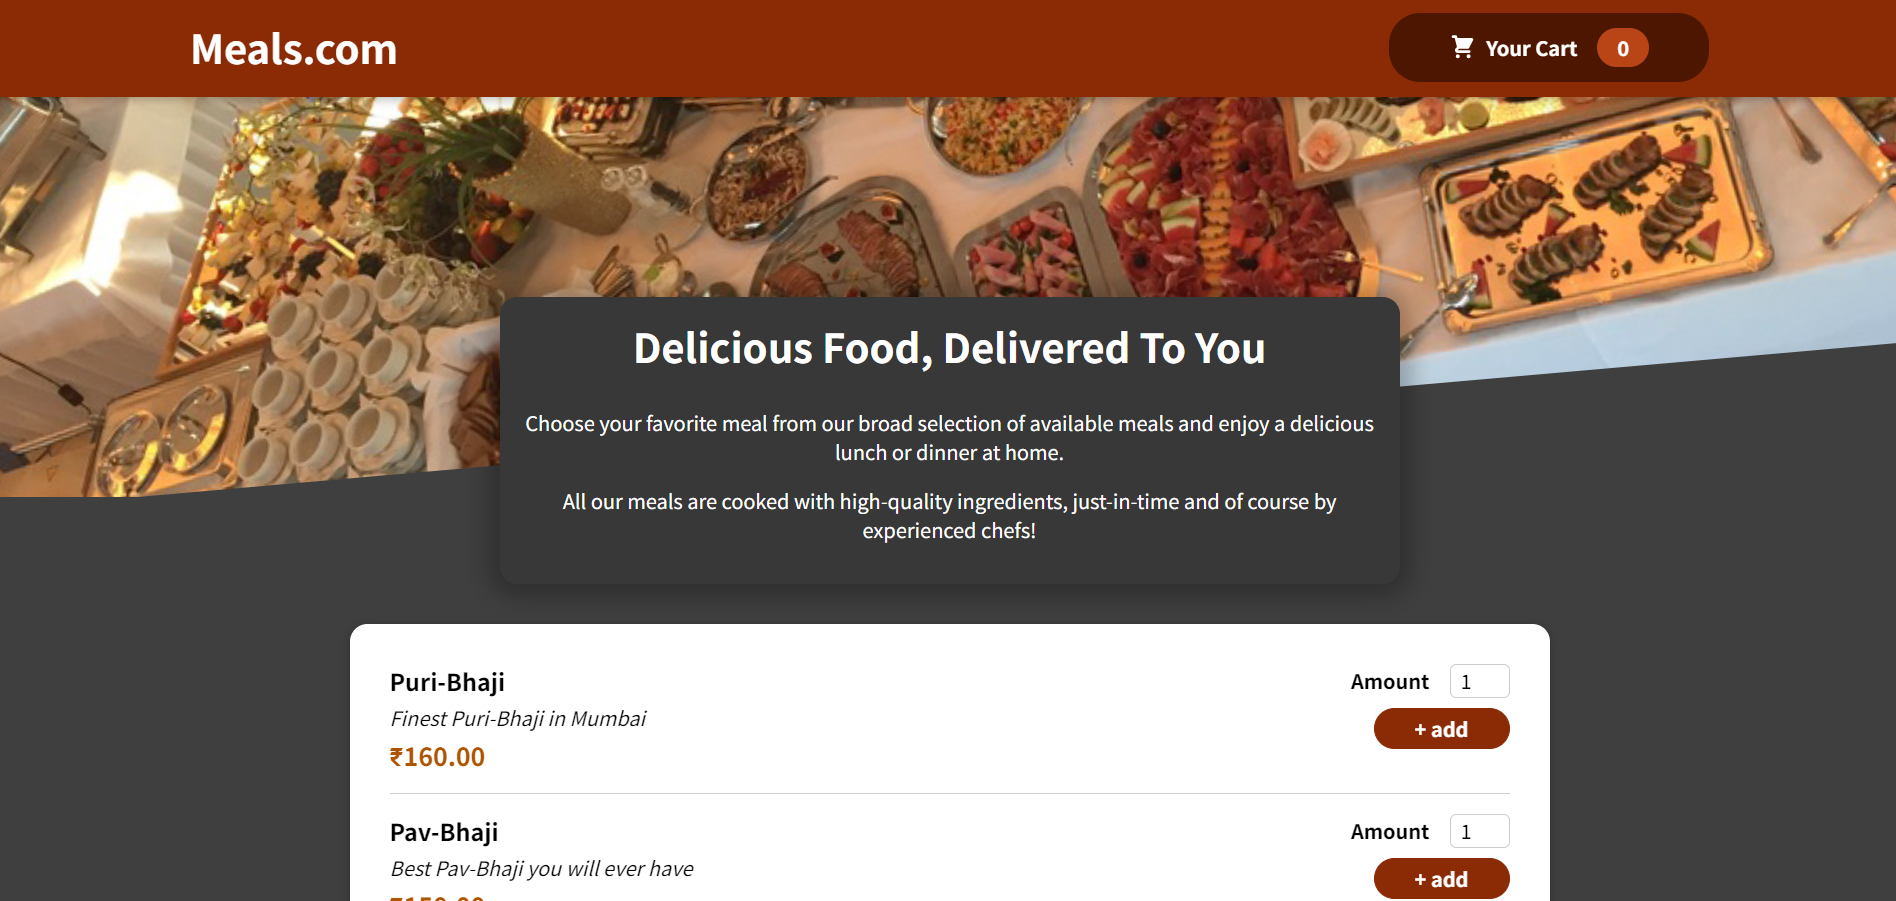 Meals.com
Your Cart 0
Delicious Food, Delivered To You
Choose your favorite meal from our broad selection of available meals and enjoy a delicious
lunch or dinner at home.
All our meals are cooked with high-quality ingredients, just-in-time and of course by
experienced chefs!
Puri-Bhaji
Amount 1
Finest Puri-Bhaji in Mumbai
+ add
₹160.00
Pav-Bhaji
Amount 1
Best Pav-Bhaji you will ever have
+ add